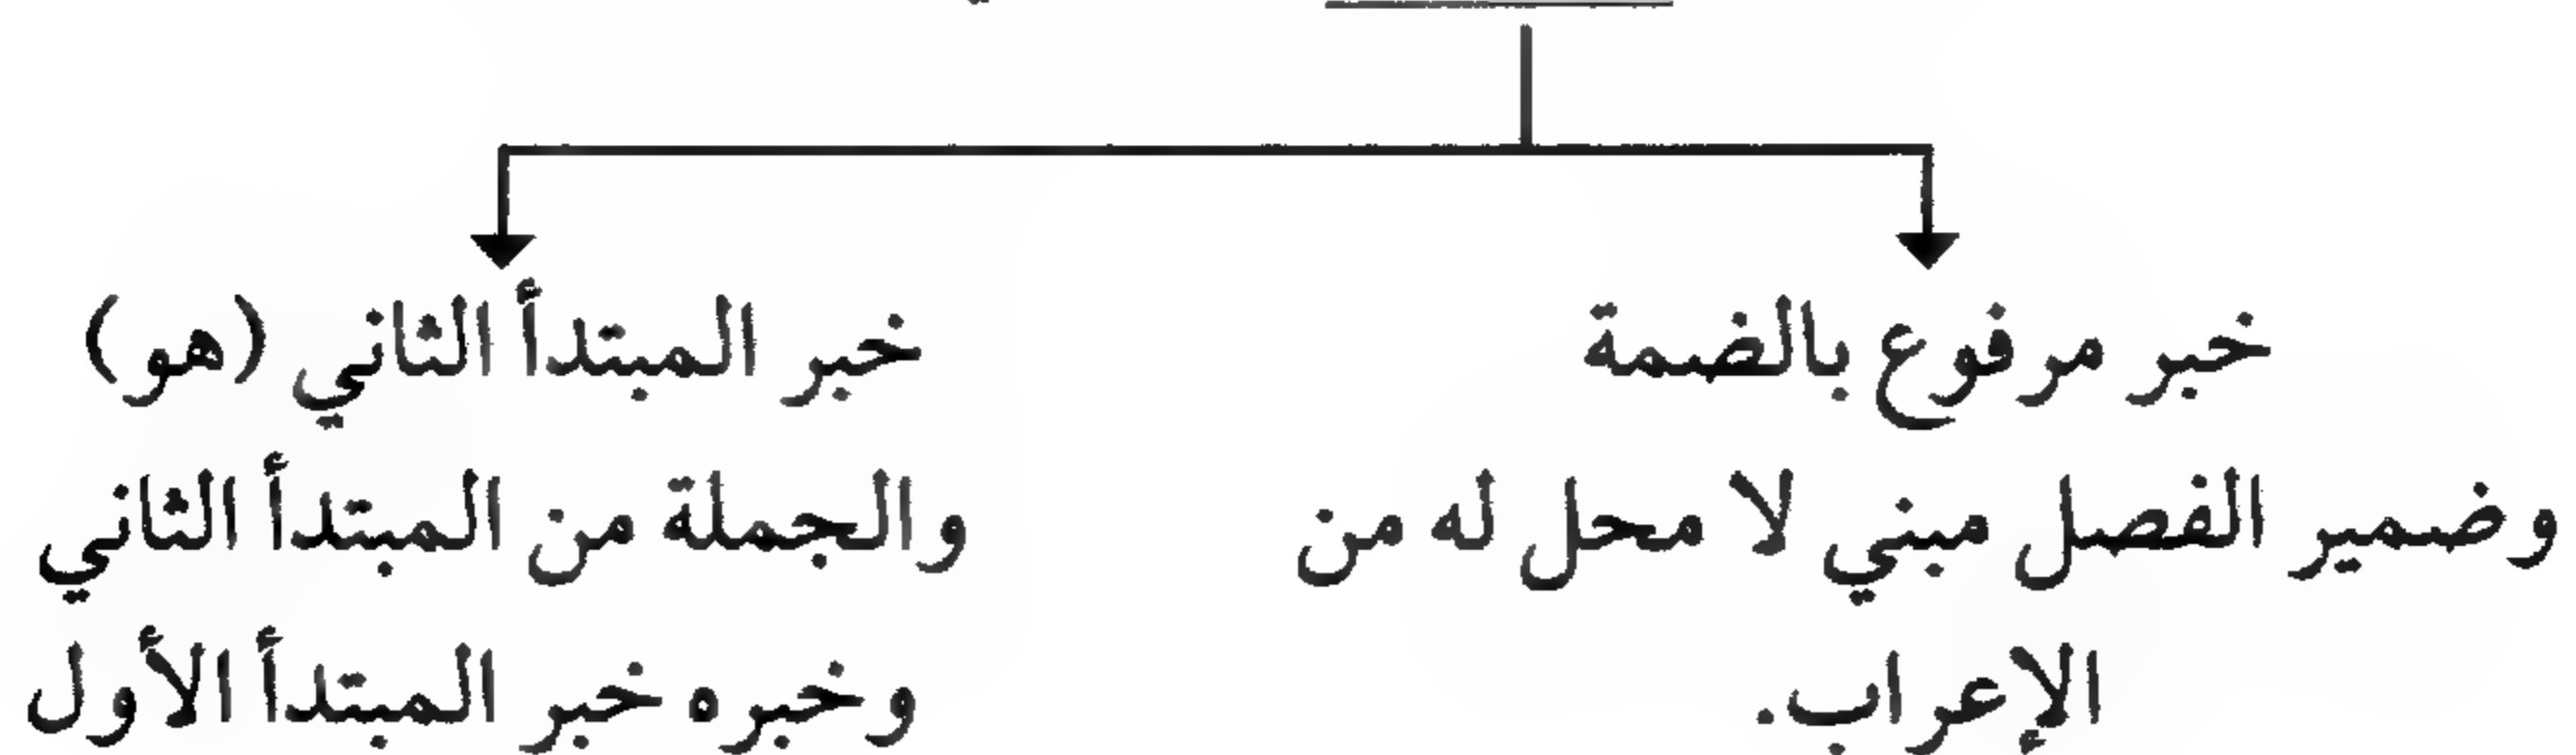 خبر مرفوع بالضمة
وضمير الفصل مبني لا محل له من
الإعراب.
خبر المبتدأ الثاني (هو)
والجملة من المبتدأ الثاني
وخبره خبر المبتدأ الأول